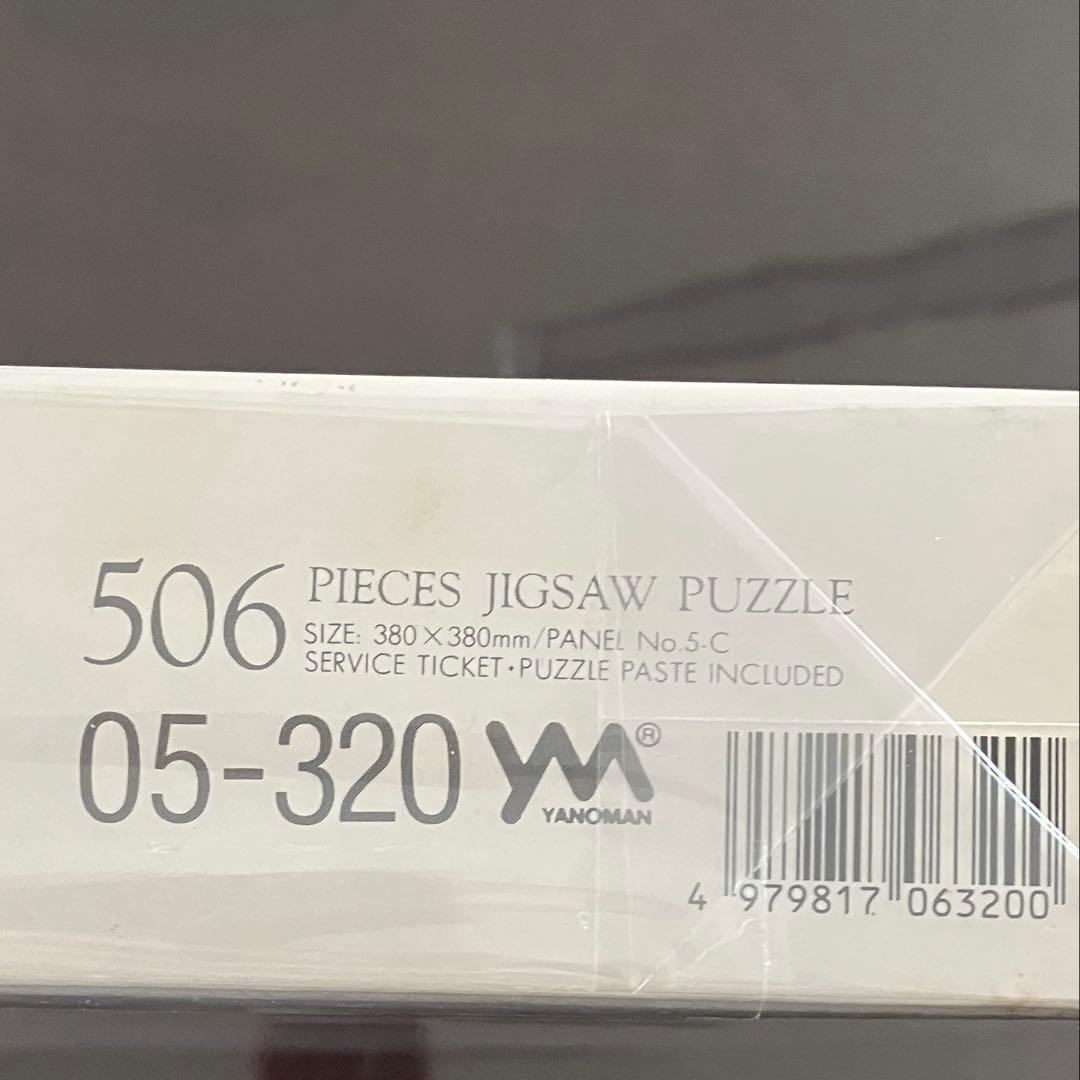 506 PIECES JIGSAW PUZZLE
SIZE: 380×380mm/PANEL No.5-C
SERVICE TICKET・PUZZLE PASTE INCLUDED
05-320 YM®
YANOMAN
4 979817 063200